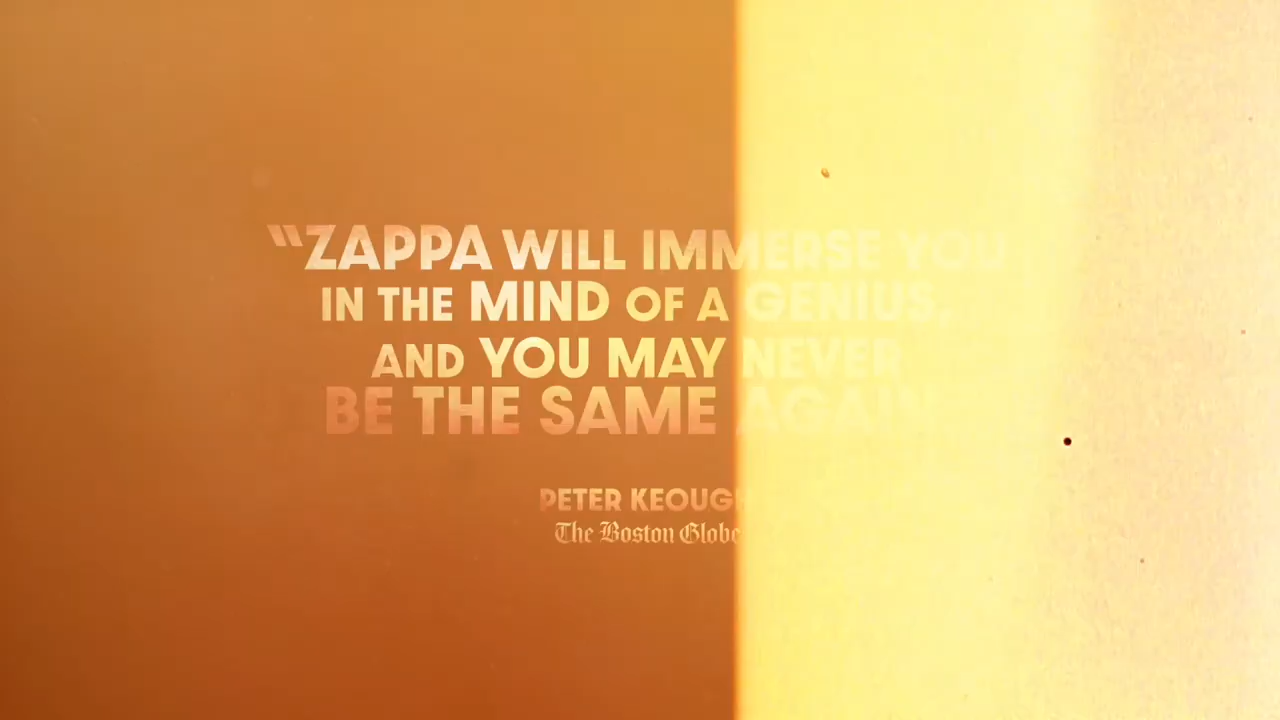 “ZAPPA WILL IMMERSE YOU
IN THE MIND OF A GENIUS,
AND YOU MAY NEVER
BE THE SAME AGAIN
PETER KEOUGH
The Boston Globe